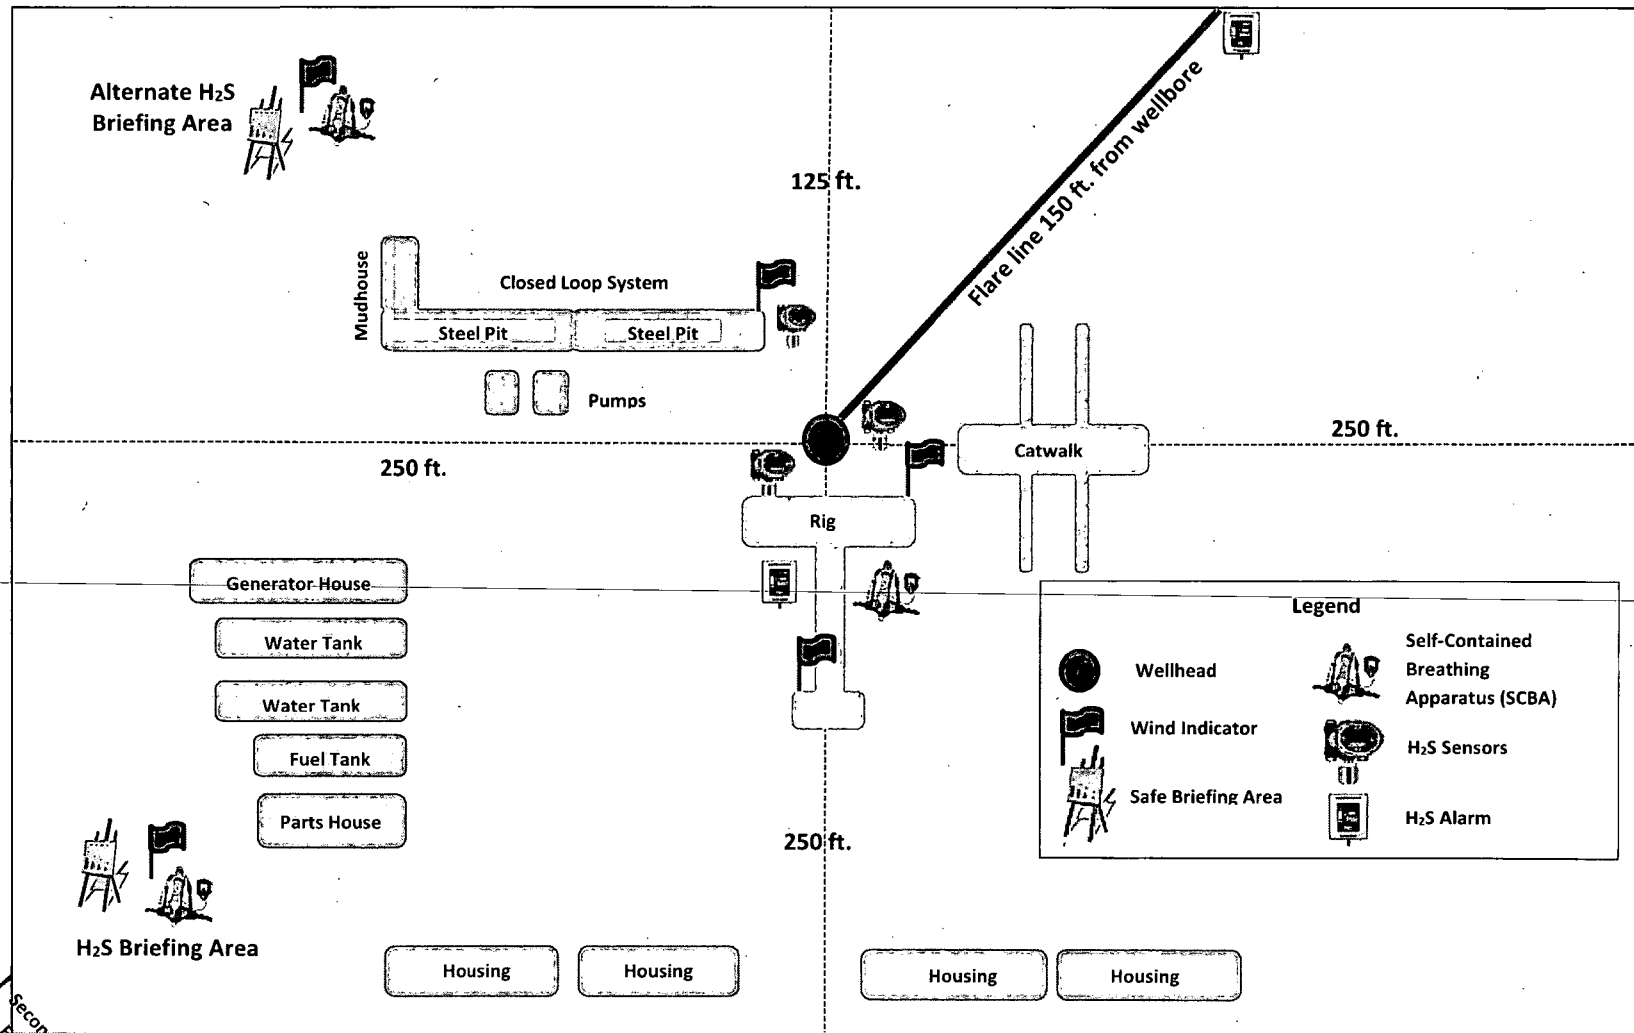 Alternate H₂S
Briefing Area
125 ft.
Flare line 150 ft. from wellbore
Mudhouse
Closed Loop System
Steel Pit
Steel Pit
Pumps
250 ft.
250 ft.
Catwalk
Rig
Generator House
Water Tank
Water Tank
Fuel Tank
Parts House
250 ft.
H₂S Briefing Area
Housing
Housing
Housing
Housing
Legend
Wellhead
Wind Indicator
Safe Briefing Area
Self-Contained
Breathing
Apparatus (SCBA)
H₂S Sensors
H₂S Alarm